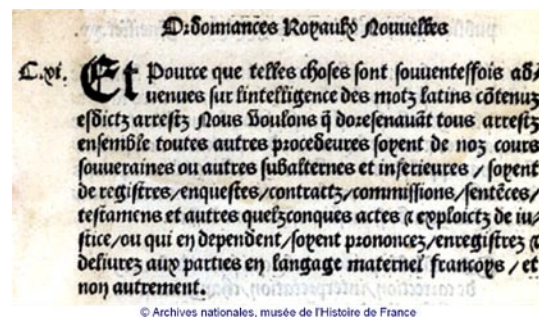 Ordonnances Royaulx Nouuelles
C.xi. Et Pource que telles choses sont souuenteffois ad/
uenues sur lintelligence des motz latins cõtenuz
esdictz arrestz Nous voulons q̃ doresenauãt tous arrestz
ensemble toutes autres procedeures soyent de noz cours
souueraines ou autres subalternes et inferieures / soyent
de registres/enquestes/contractz/commissions/sentẽces/
testamens et autres quelzconques actes ⁊ exploictz de iu/
stice/ou qui en dependent/soyent prononcez/enregistrez ⁊
deliurez aux parties en langage maternel francoys / et
non autrement.
© Archives nationales, musée de l'Histoire de France